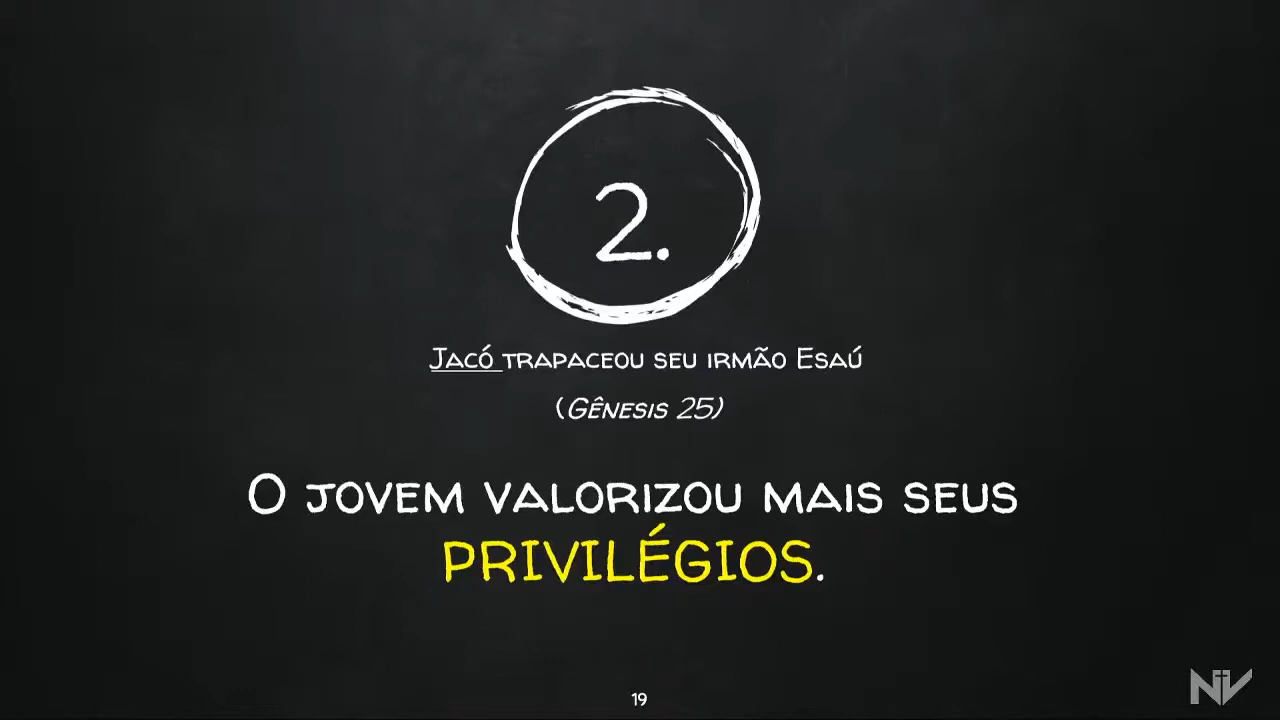 2.
Jacó trapaceou seu irmão Esaú
(Gênesis 25)
O jovem valorizou mais seus
PRIVILÉGIOS.
19
NV